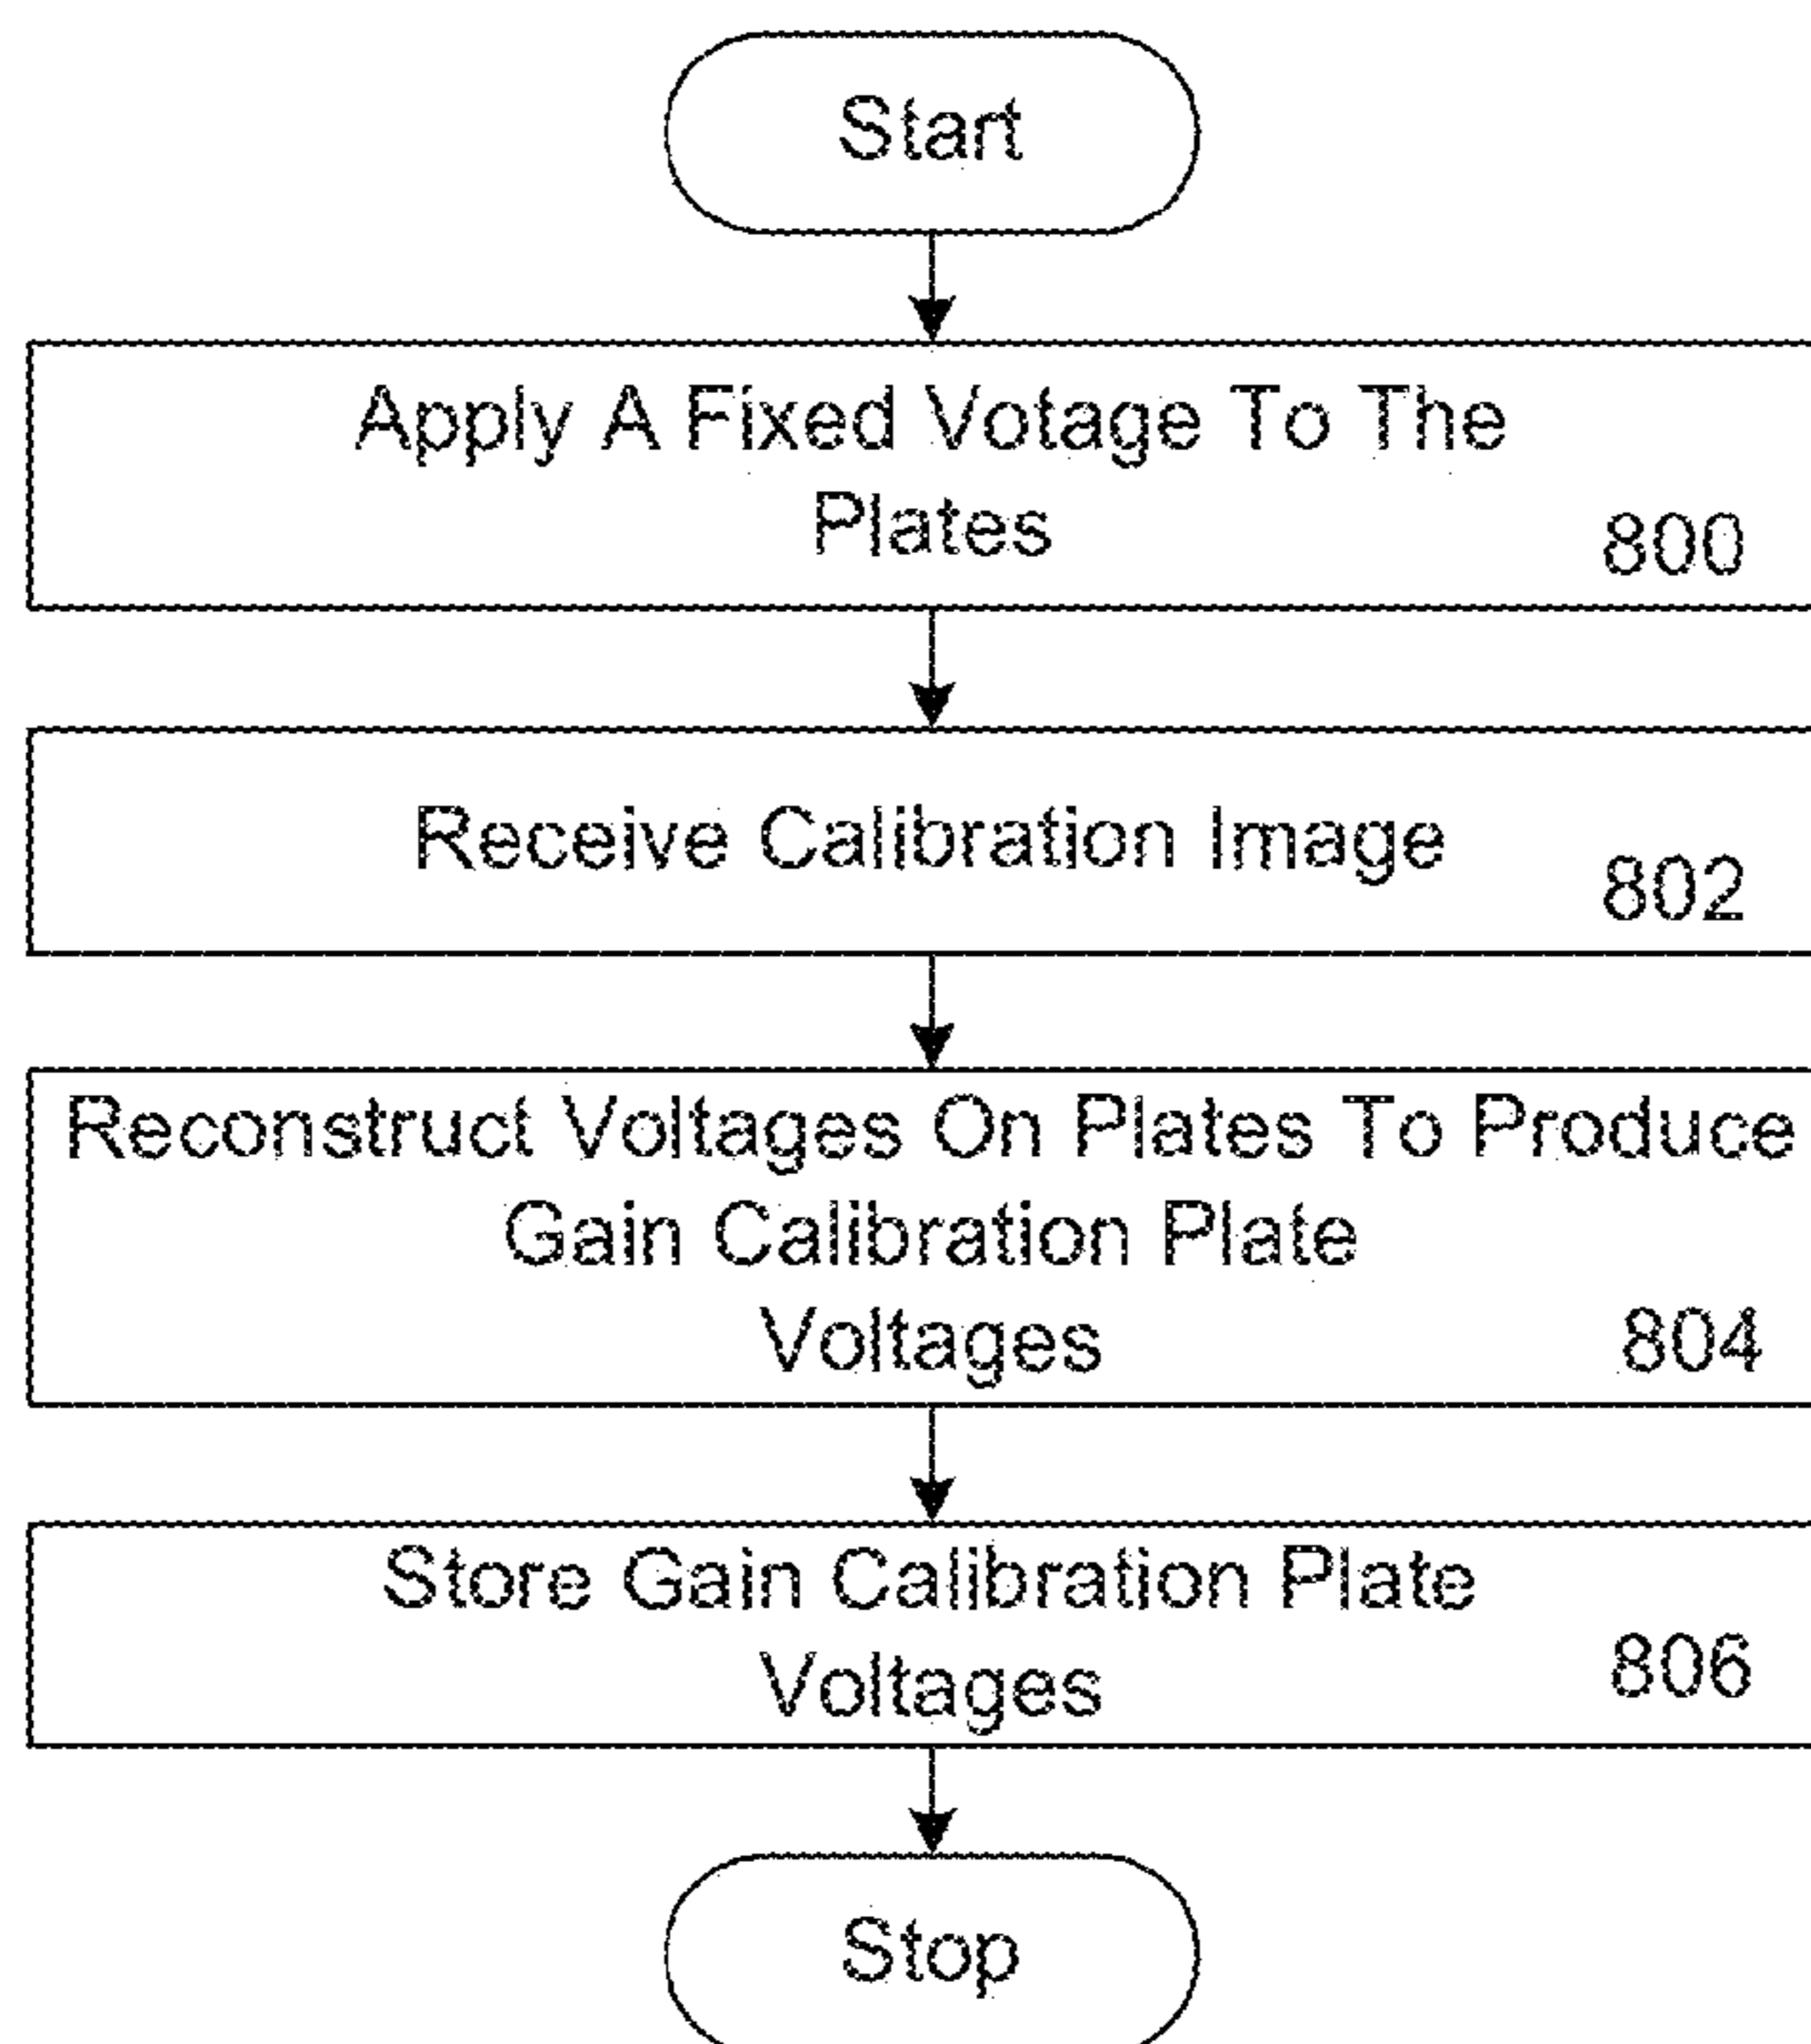 Start
Apply A Fixed Votage To The
Plates
800
Receive Calibration Image
802
Reconstruct Voltages On Plates To Produce
Gain Calibration Plate
Voltages
804
Store Gain Calibration Plate
Voltages
806
Stop